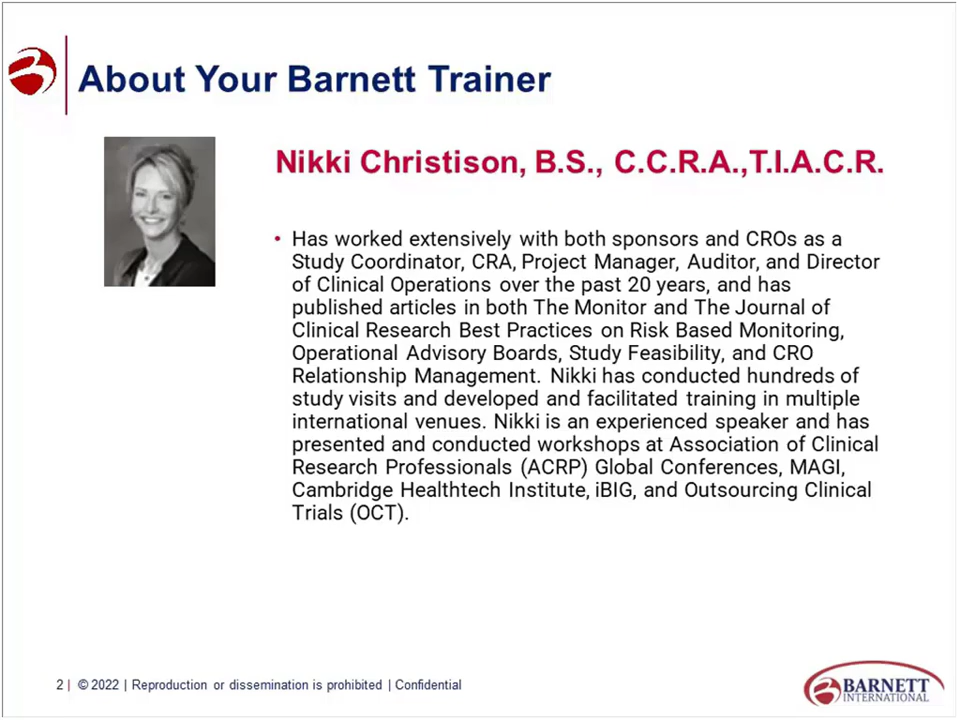 About Your Barnett Trainer
Nikki Christison, B.S., C.C.R.A.,T.I.A.C.R.
• Has worked extensively with both sponsors and CROs as a
Study Coordinator, CRA, Project Manager, Auditor, and Director
of Clinical Operations over the past 20 years, and has
published articles in both The Monitor and The Journal of
Clinical Research Best Practices on Risk Based Monitoring,
Operational Advisory Boards, Study Feasibility, and CRO
Relationship Management. Nikki has conducted hundreds of
study visits and developed and facilitated training in multiple
international venues. Nikki is an experienced speaker and has
presented and conducted workshops at Association of Clinical
Research Professionals (ACRP) Global Conferences, MAGI,
Cambridge Healthtech Institute, iBIG, and Outsourcing Clinical
Trials (OCT).
2 | © 2022 | Reproduction or dissemination is prohibited | Confidential
BARNETT
INTERNATIONAL